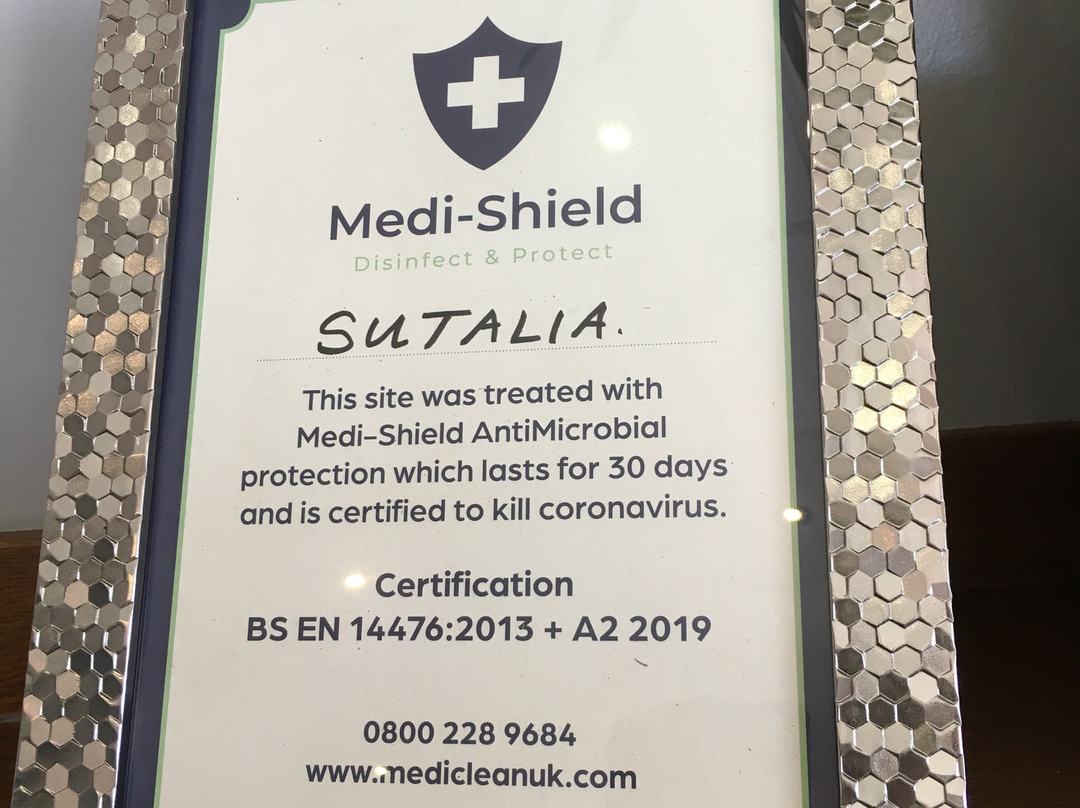 Medi-Shield
Disinfect & Protect
SUTALIA.
This site was treated with
Medi-Shield AntiMicrobial
protection which lasts for 30 days
and is certified to kill coronavirus.
Certification
BS EN 14476:2013 + A2 2019
0800 228 9684
www.medicleanuk.com